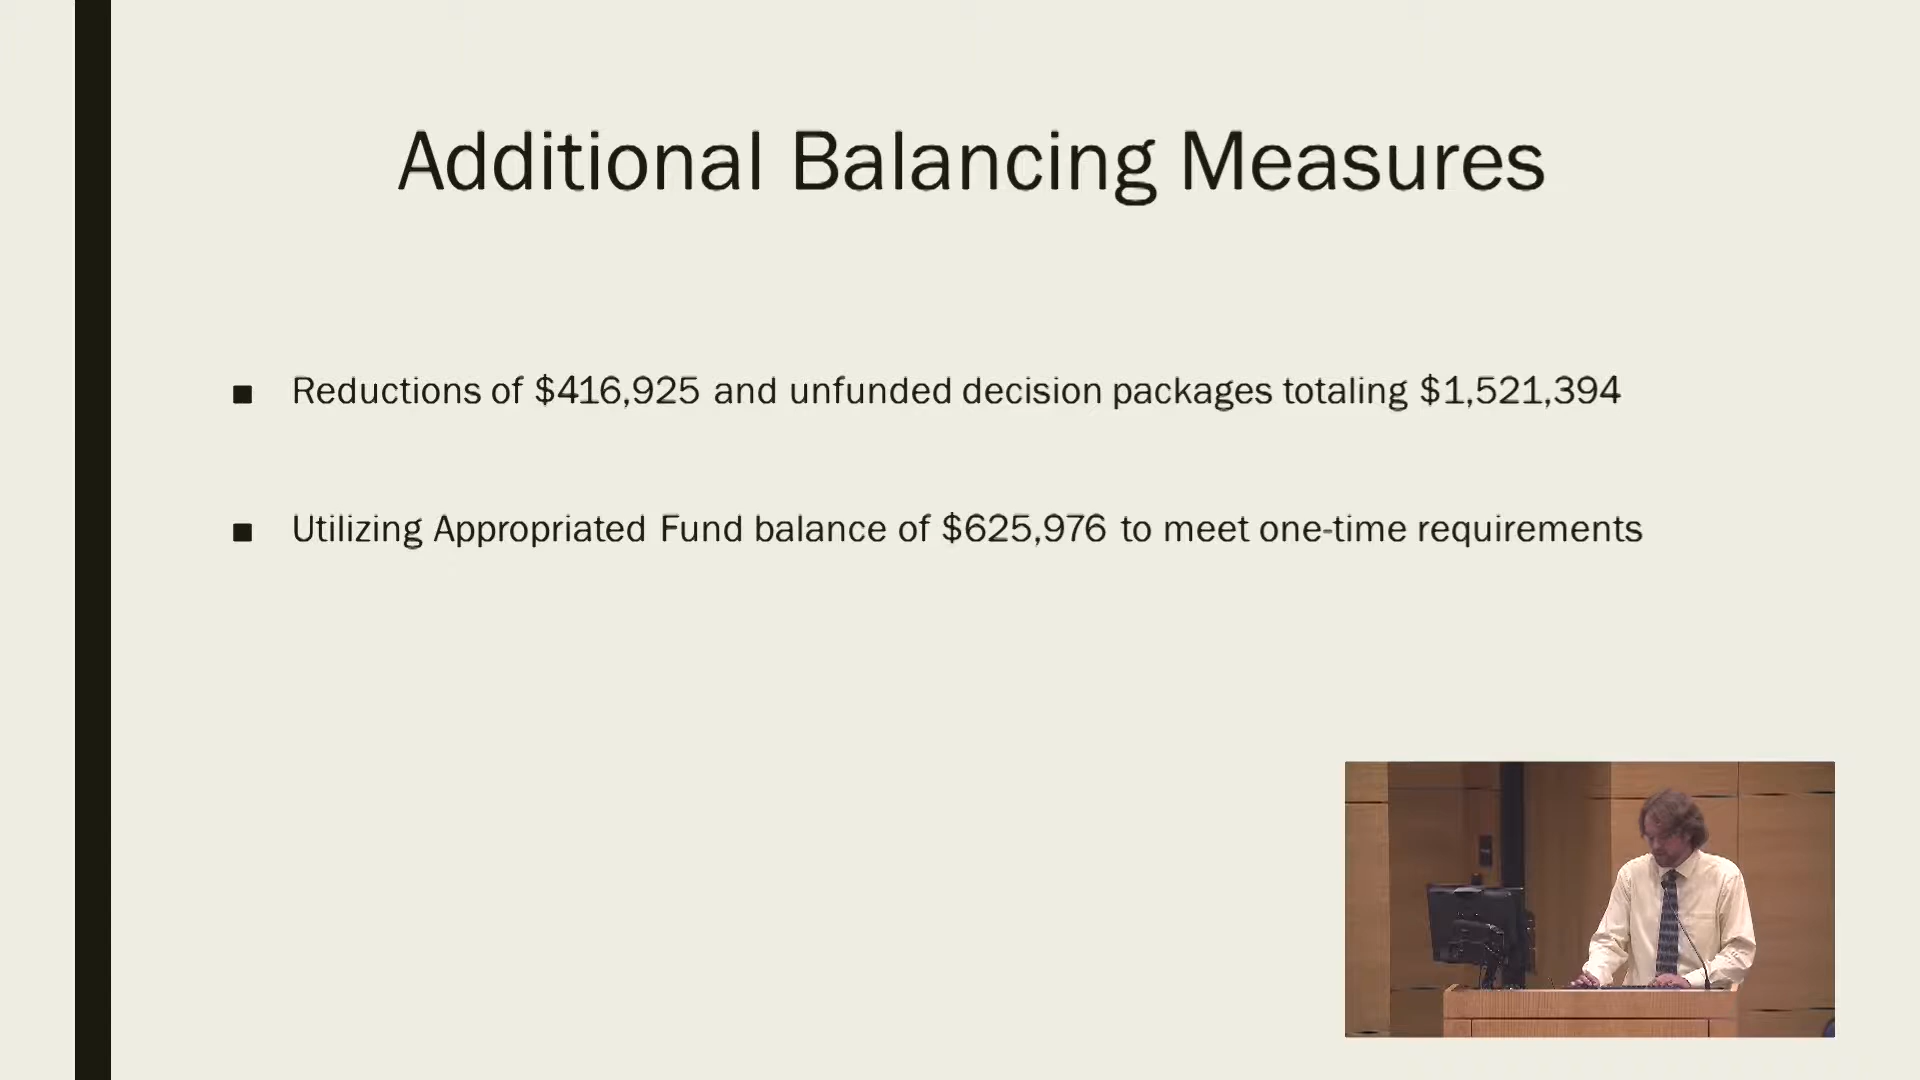 Additional Balancing Measures
■ Reductions of $416,925 and unfunded decision packages totaling $1,521,394
■ Utilizing Appropriated Fund balance of $625,976 to meet one-time requirements